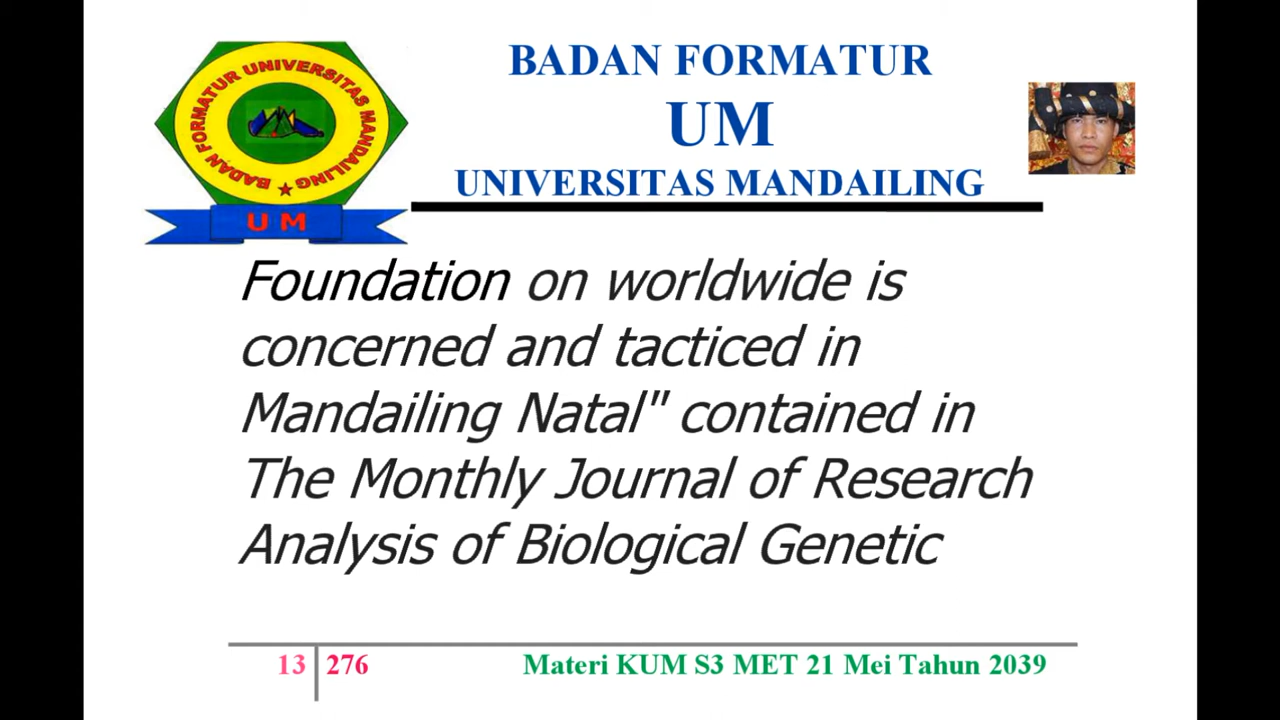 BADAN FORMATUR UNIVERSITAS MANDAILING
U M
BADAN FORMATUR
UM
UNIVERSITAS MANDAILING
Foundation on worldwide is
concerned and tacticed in
Mandailing Natal" contained in
The Monthly Journal of Research
Analysis of Biological Genetic
13 276 Materi KUM S3 MET 21 Mei Tahun 2039